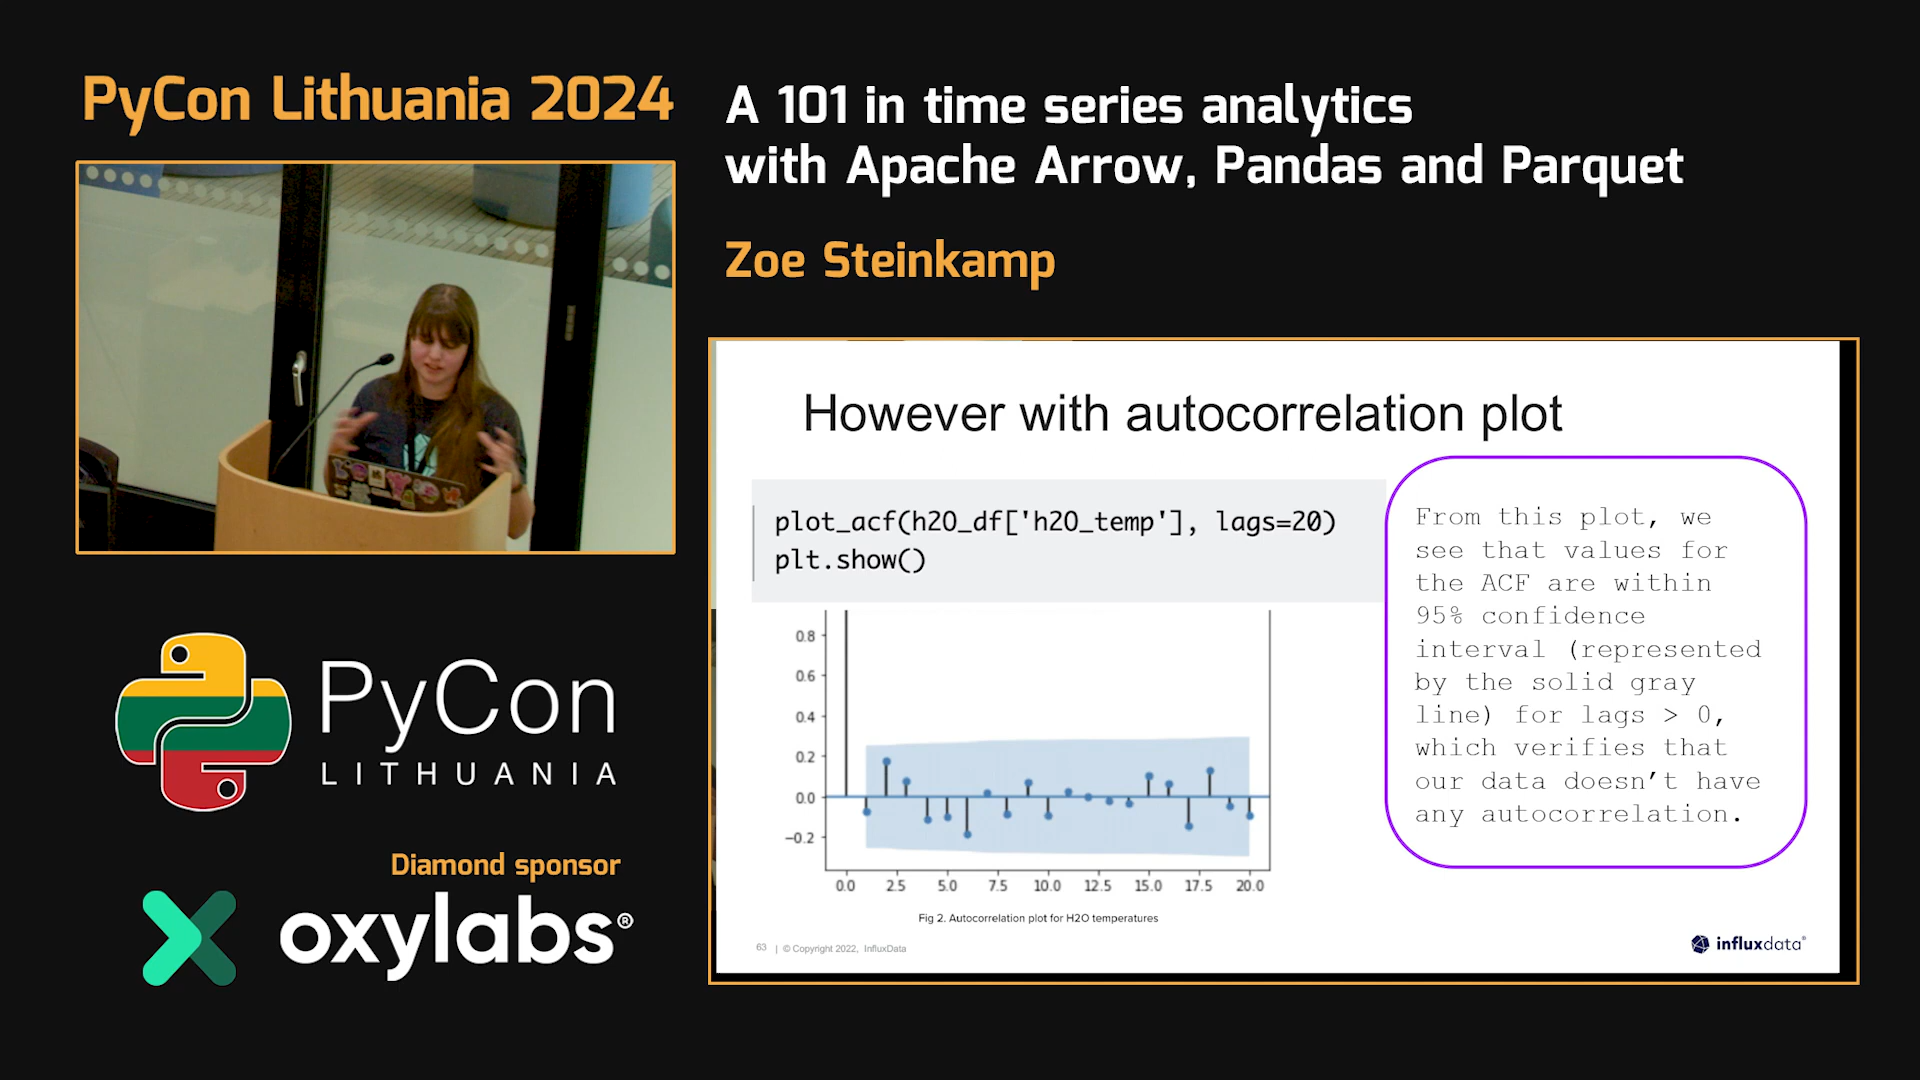 PyCon Lithuania 2024
A 101 in time series analytics
with Apache Arrow, Pandas and Parquet
Zoe Steinkamp
However with autocorrelation plot
plot_acf(h2O_df['h2O_temp'], lags=20)
plt.show()
From this plot, we
see that values for
the ACF are within
95% confidence
interval (represented
by the solid gray
line) for lags > 0,
which verifies that
our data doesn't have
any autocorrelation.
0.8
0.6
0.4
0.2
0.0
−0.2
0.0 2.5 5.0 7.5 10.0 12.5 15.0 17.5 20.0
Fig 2. Autocorrelation plot for H2O temperatures
63 | © Copyright 2022, InfluxData
influxdata®
PyCon
LITHUANIA
Diamond sponsor
oxylabs®